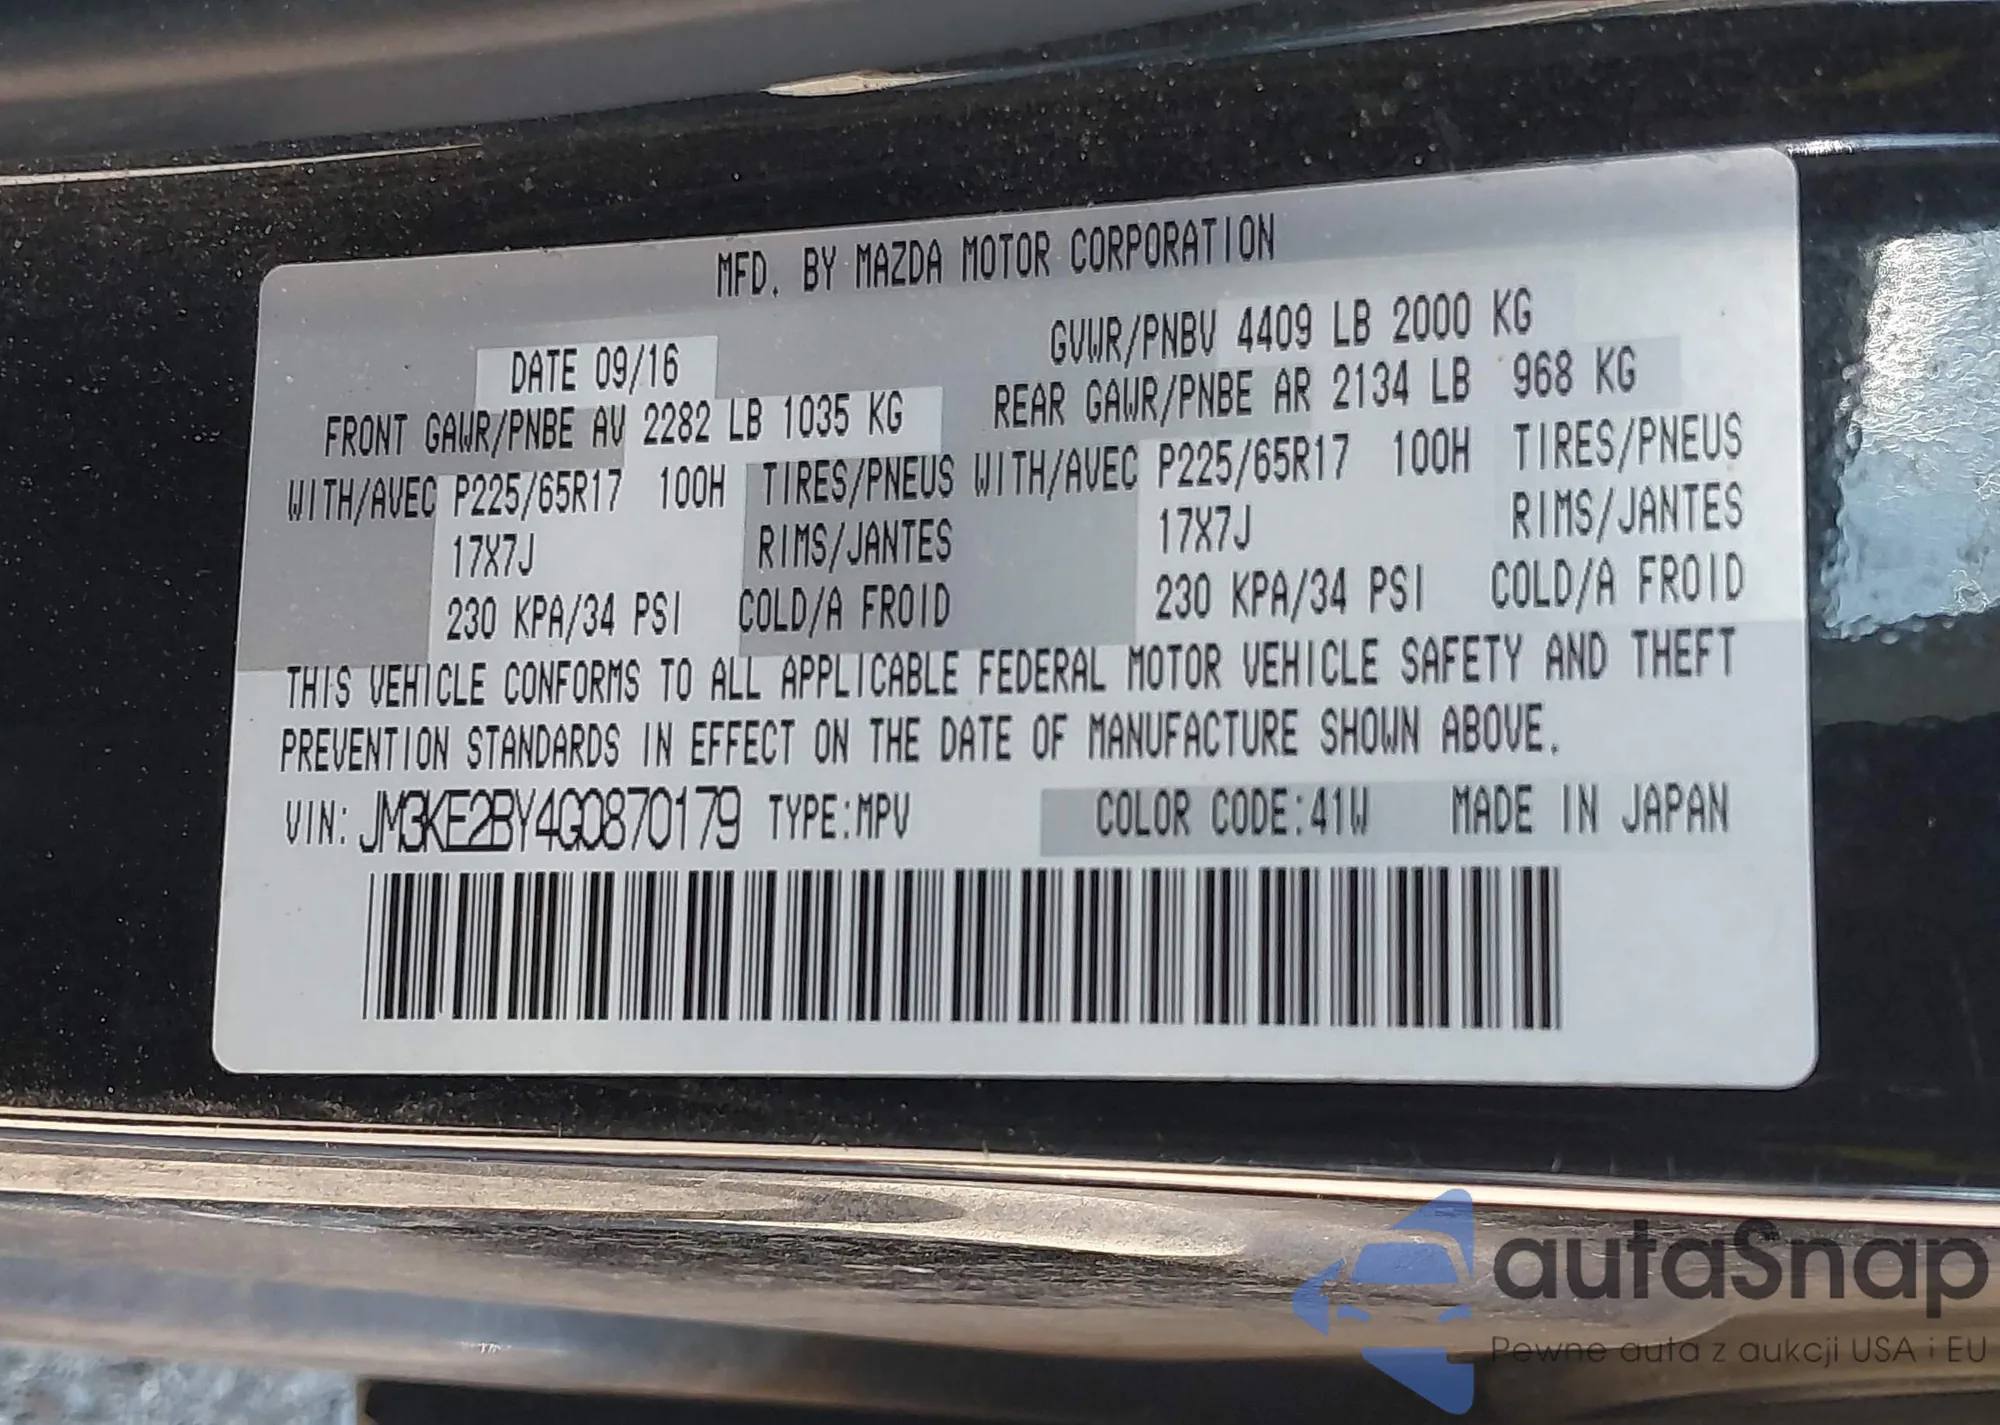 MFD. BY MAZDA MOTOR CORPORATION
DATE 09/16 GVWR/PNBV 4409 LB 2000 KG
FRONT GAWR/PNBE AV 2282 LB 1035 KG REAR GAWR/PNBE AR 2134 LB 968 KG
WITH/AVEC P225/65R17 100H TIRES/PNEUS WITH/AVEC P225/65R17 100H TIRES/PNEUS
17X7J RIMS/JANTES 17X7J RIMS/JANTES
230 KPA/34 PSI COLD/A FROID 230 KPA/34 PSI COLD/A FROID
THIS VEHICLE CONFORMS TO ALL APPLICABLE FEDERAL MOTOR VEHICLE SAFETY AND THEFT
PREVENTION STANDARDS IN EFFECT ON THE DATE OF MANUFACTURE SHOWN ABOVE.
VIN: JM3KE2BY4G0870179 TYPE:MPV COLOR CODE:41W MADE IN JAPAN
autaSnap
Pewne auta z aukcji USA i EU